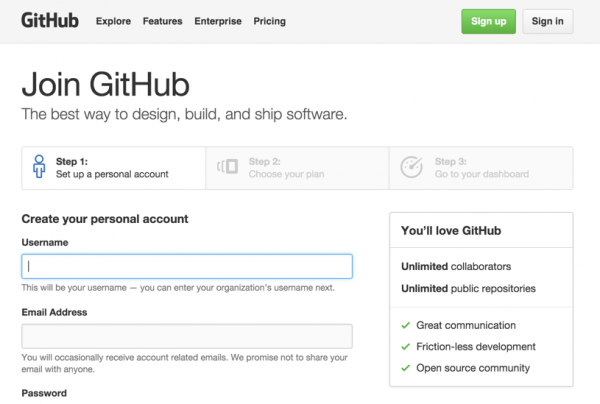 GitHub Explore Features Enterprise Pricing Sign up Sign in
Join GitHub
The best way to design, build, and ship software.
Step 1:
Set up a personal account
Step 2:
Choose your plan
Step 3:
Go to your dashboard
Create your personal account
Username
This will be your username — you can enter your organization's username next.
Email Address
You will occasionally receive account related emails. We promise not to share your
email with anyone.
Password
You'll love GitHub
Unlimited collaborators
Unlimited public repositories
Great communication
Friction-less development
Open source community